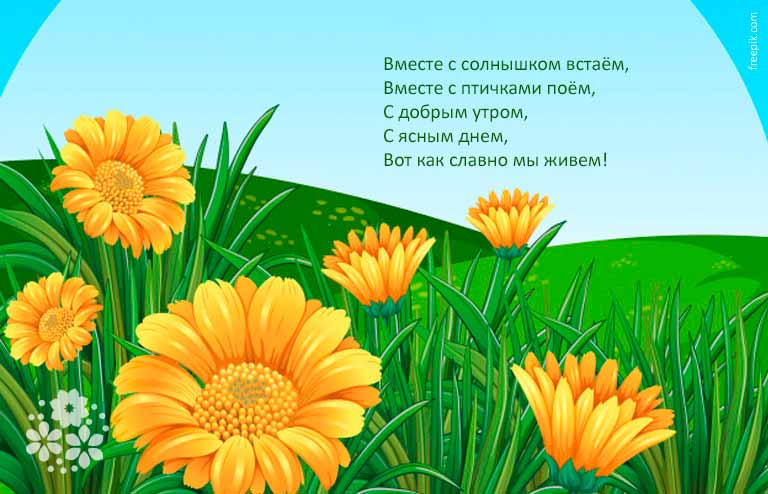 Вместе с солнышком встаём,
Вместе с птичками поём,
С добрым утром,
С ясным днем,
Вот как славно мы живем!
freepik.com